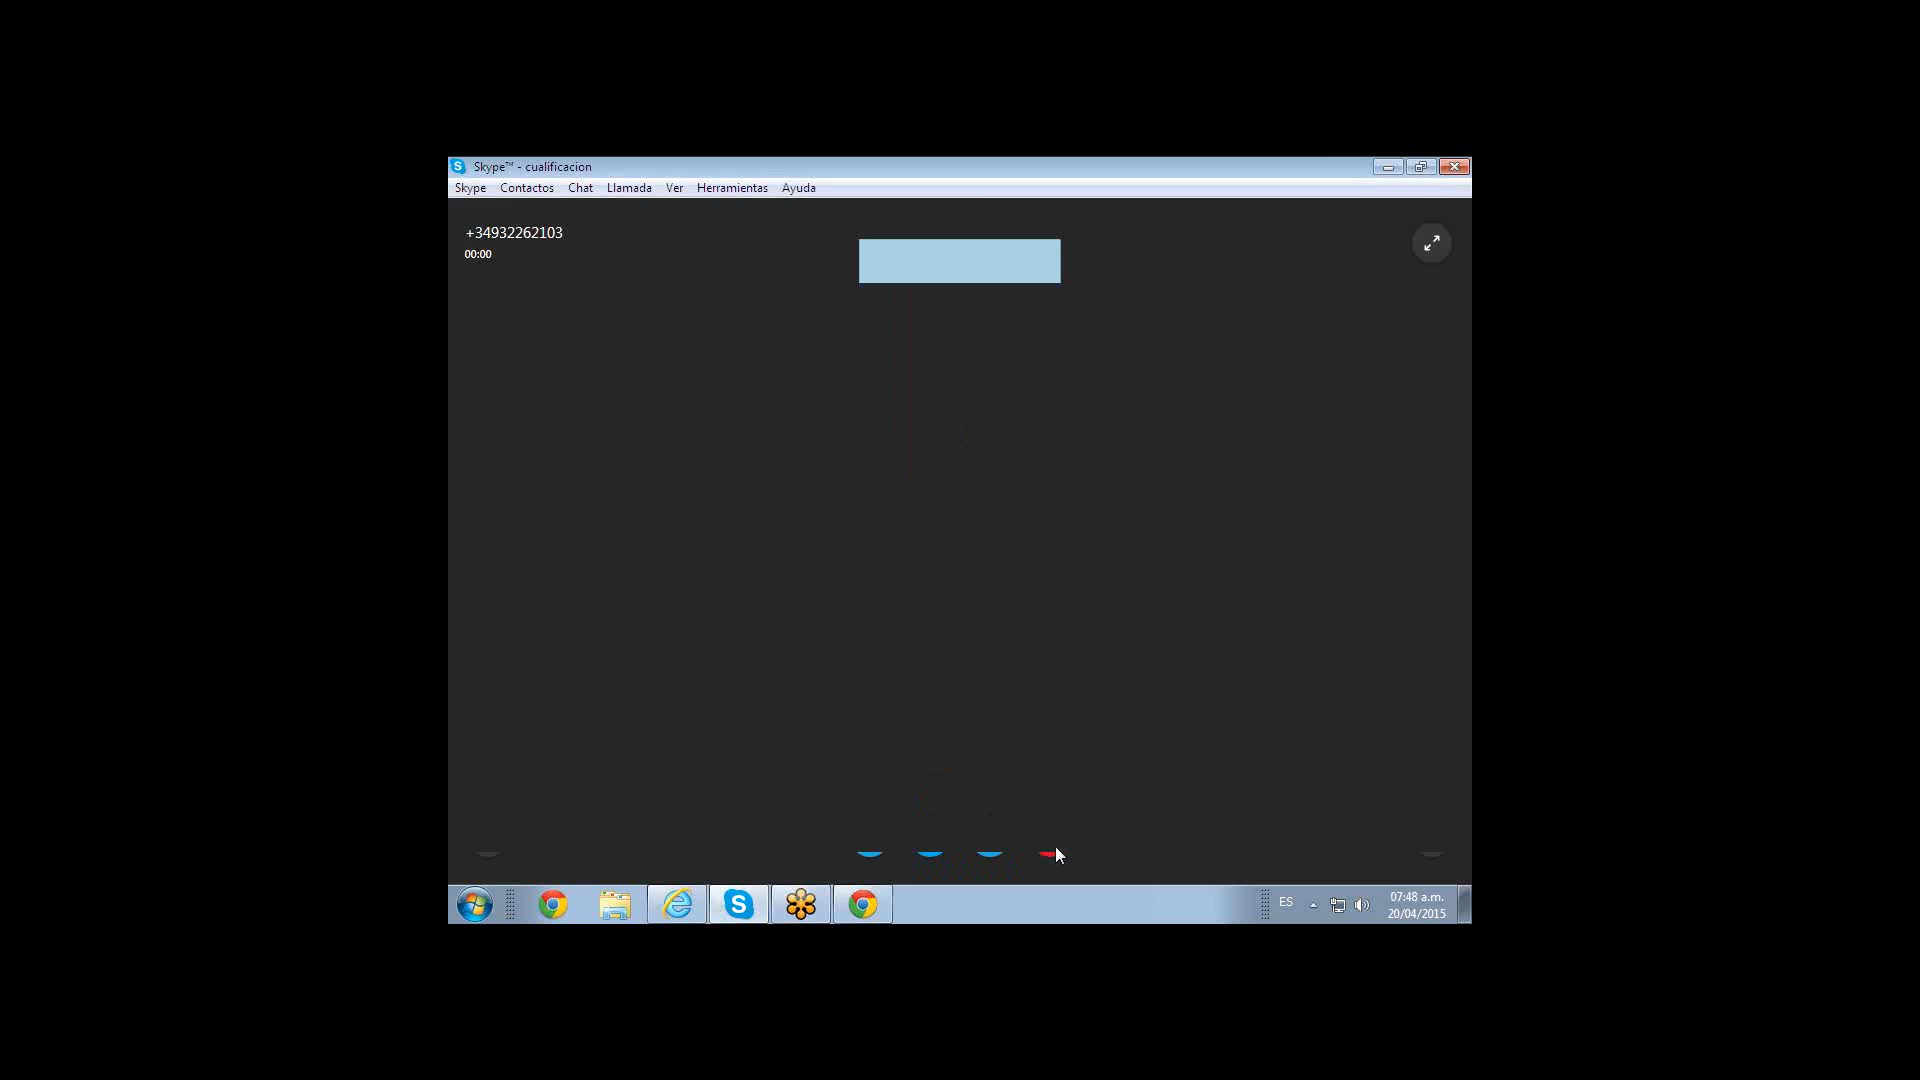 Skype™ - cualificacion
Skype Contactos Chat Llamada Ver Herramientas Ayuda
+34932262103
00:00
ES
07:48 a.m.
20/04/2015